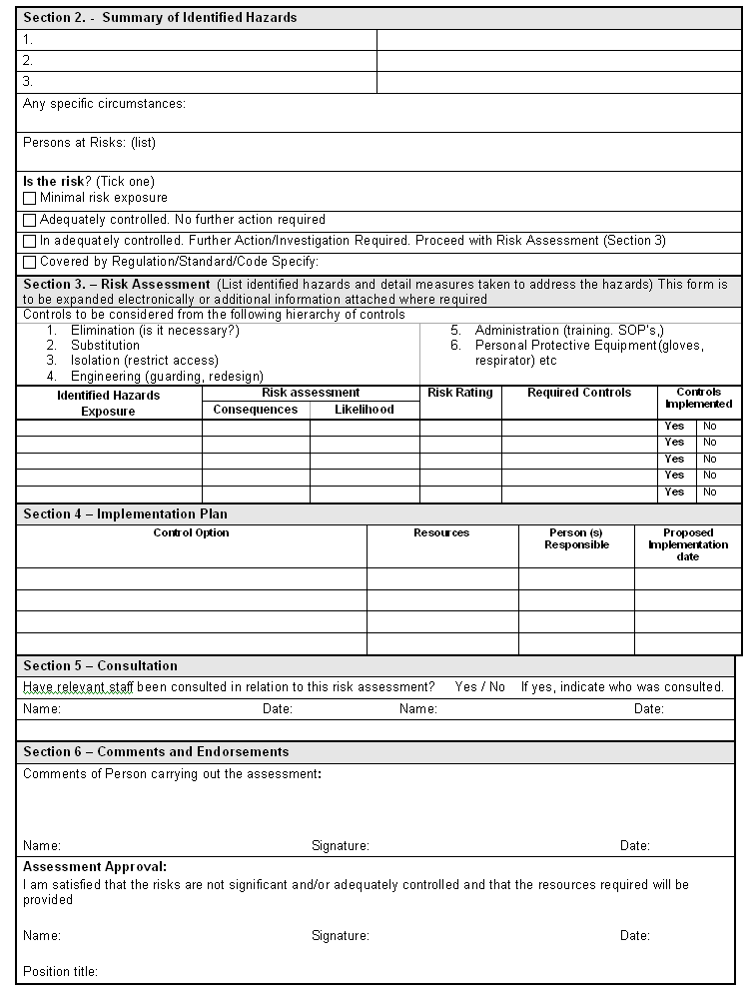 Section 2. -  Summary of Identified Hazards
1.
2.
3.
Any specific circumstances:
Persons at Risks: (list)
Is the risk? (Tick one)
Minimal risk exposure
Adequately controlled. No further action required
In adequately controlled. Further Action/Investigation Required. Proceed with Risk Assessment (Section 3)
Covered by Regulation/Standard/Code Specify:
Section 3. – Risk Assessment  (List identified hazards and detail measures taken to address the hazards) This form is
to be expanded electronically or additional information attached where required
Controls to be considered from the following hierarchy of controls
1. Elimination (is it necessary?)
2. Substitution
3. Isolation (restrict access)
4. Engineering (guarding, redesign)
5. Administration (training. SOP's,)
6. Personal Protective Equipment(gloves,
respirator) etc
Identified Hazards
Exposure
Risk assessment
Consequences Likelihood
Risk Rating
Required Controls
Controls
Implemented
Yes No
Yes No
Yes No
Yes No
Yes No
Section 4 – Implementation Plan
Control Option
Resources
Person (s)
Responsible
Proposed
Implementation
date
Section 5 – Consultation
Have relevant staff been consulted in relation to this risk assessment? Yes / No If yes, indicate who was consulted.
Name: Date: Name: Date:
Section 6 – Comments and Endorsements
Comments of Person carrying out the assessment:
Name: Signature: Date:
Assessment Approval:
I am satisfied that the risks are not significant and/or adequately controlled and that the resources required will be
provided
Name: Signature: Date:
Position title: